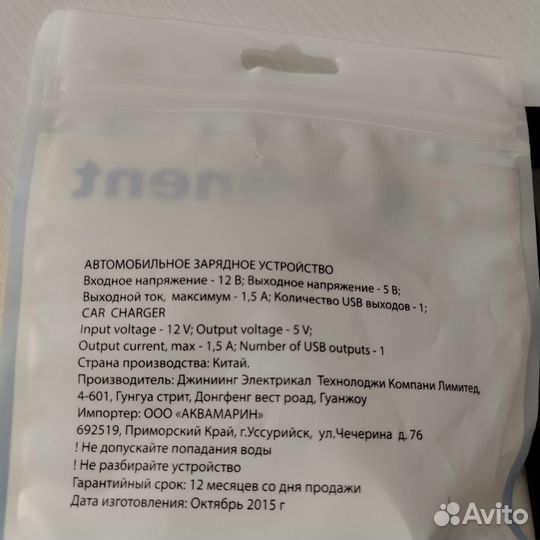 АВТОМОБИЛЬНОЕ ЗАРЯДНОЕ УСТРОЙСТВО
Входное напряжение - 12 В; Выходное напряжение - 5 В;
Выходной ток, максимум - 1,5 А; Количество USB выходов - 1;
CAR CHARGER
Input voltage - 12 V; Output voltage - 5 V;
Output current, max - 1,5 A; Number of USB outputs - 1
Страна производства: Китай.
Производитель: Джиниинг Электрикал Технолоджи Компани Лимитед,
4-601, Гунгуа стрит, Донгфенг вест роад, Гуанжоу
Импортер: ООО «АКВАМАРИН»
692519, Приморский Край, г.Уссурийск, ул.Чечерина д.76
! Не допускайте попадания воды
! Не разбирайте устройство
Гарантийный срок: 12 месяцев со дня продажи
Дата изготовления: Октябрь 2015 г
Avito